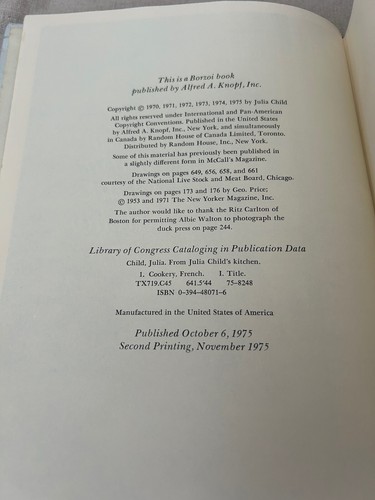 This is a Borzoi book
published by Alfred A. Knopf, Inc.
Copyright © 1970, 1971, 1972, 1973, 1974, 1975 by Julia Child
All rights reserved under International and Pan-American
Copyright Conventions. Published in the United States
by Alfred A. Knopf, Inc., New York, and simultaneously
in Canada by Random House of Canada Limited, Toronto.
Distributed by Random House, Inc., New York.
Some of this material has previously been published in
a slightly different form in McCall's Magazine.
Drawings on pages 649, 656, 658, and 661
courtesy of the National Live Stock and Meat Board, Chicago.
Drawings on pages 173 and 176 by Geo. Price;
© 1953 and 1971 The New Yorker Magazine, Inc.
The author would like to thank the Ritz Carlton of
Boston for permitting Albie Walton to photograph the
duck press on page 244.
Library of Congress Cataloging in Publication Data
Child, Julia. From Julia Child's kitchen.
1. Cookery, French. I. Title.
TX719.C45 641.5'44 75-8248
ISBN 0-394-48071-6
Manufactured in the United States of America
Published October 6, 1975
Second Printing, November 1975